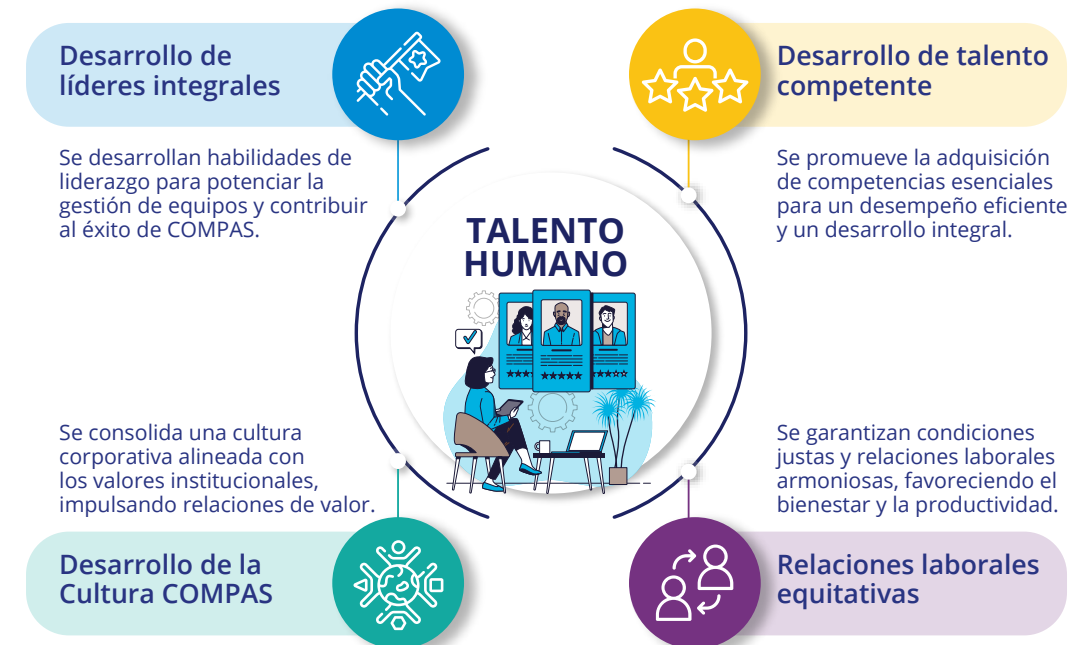 Desarrollo de
líderes integrales
Se desarrollan habilidades de
liderazgo para potenciar la
gestión de equipos y contribuir
al éxito de COMPAS.
Desarrollo de talento
competente
Se promueve la adquisición
de competencias esenciales
para un desempeño eficiente
y un desarrollo integral.
TALENTO
HUMANO
Se consolida una cultura
corporativa alineada con
los valores institucionales,
impulsando relaciones de valor.
Desarrollo de la
Cultura COMPAS
Se garantizan condiciones
justas y relaciones laborales
armoniosas, favoreciendo el
bienestar y la productividad.
Relaciones laborales
equitativas